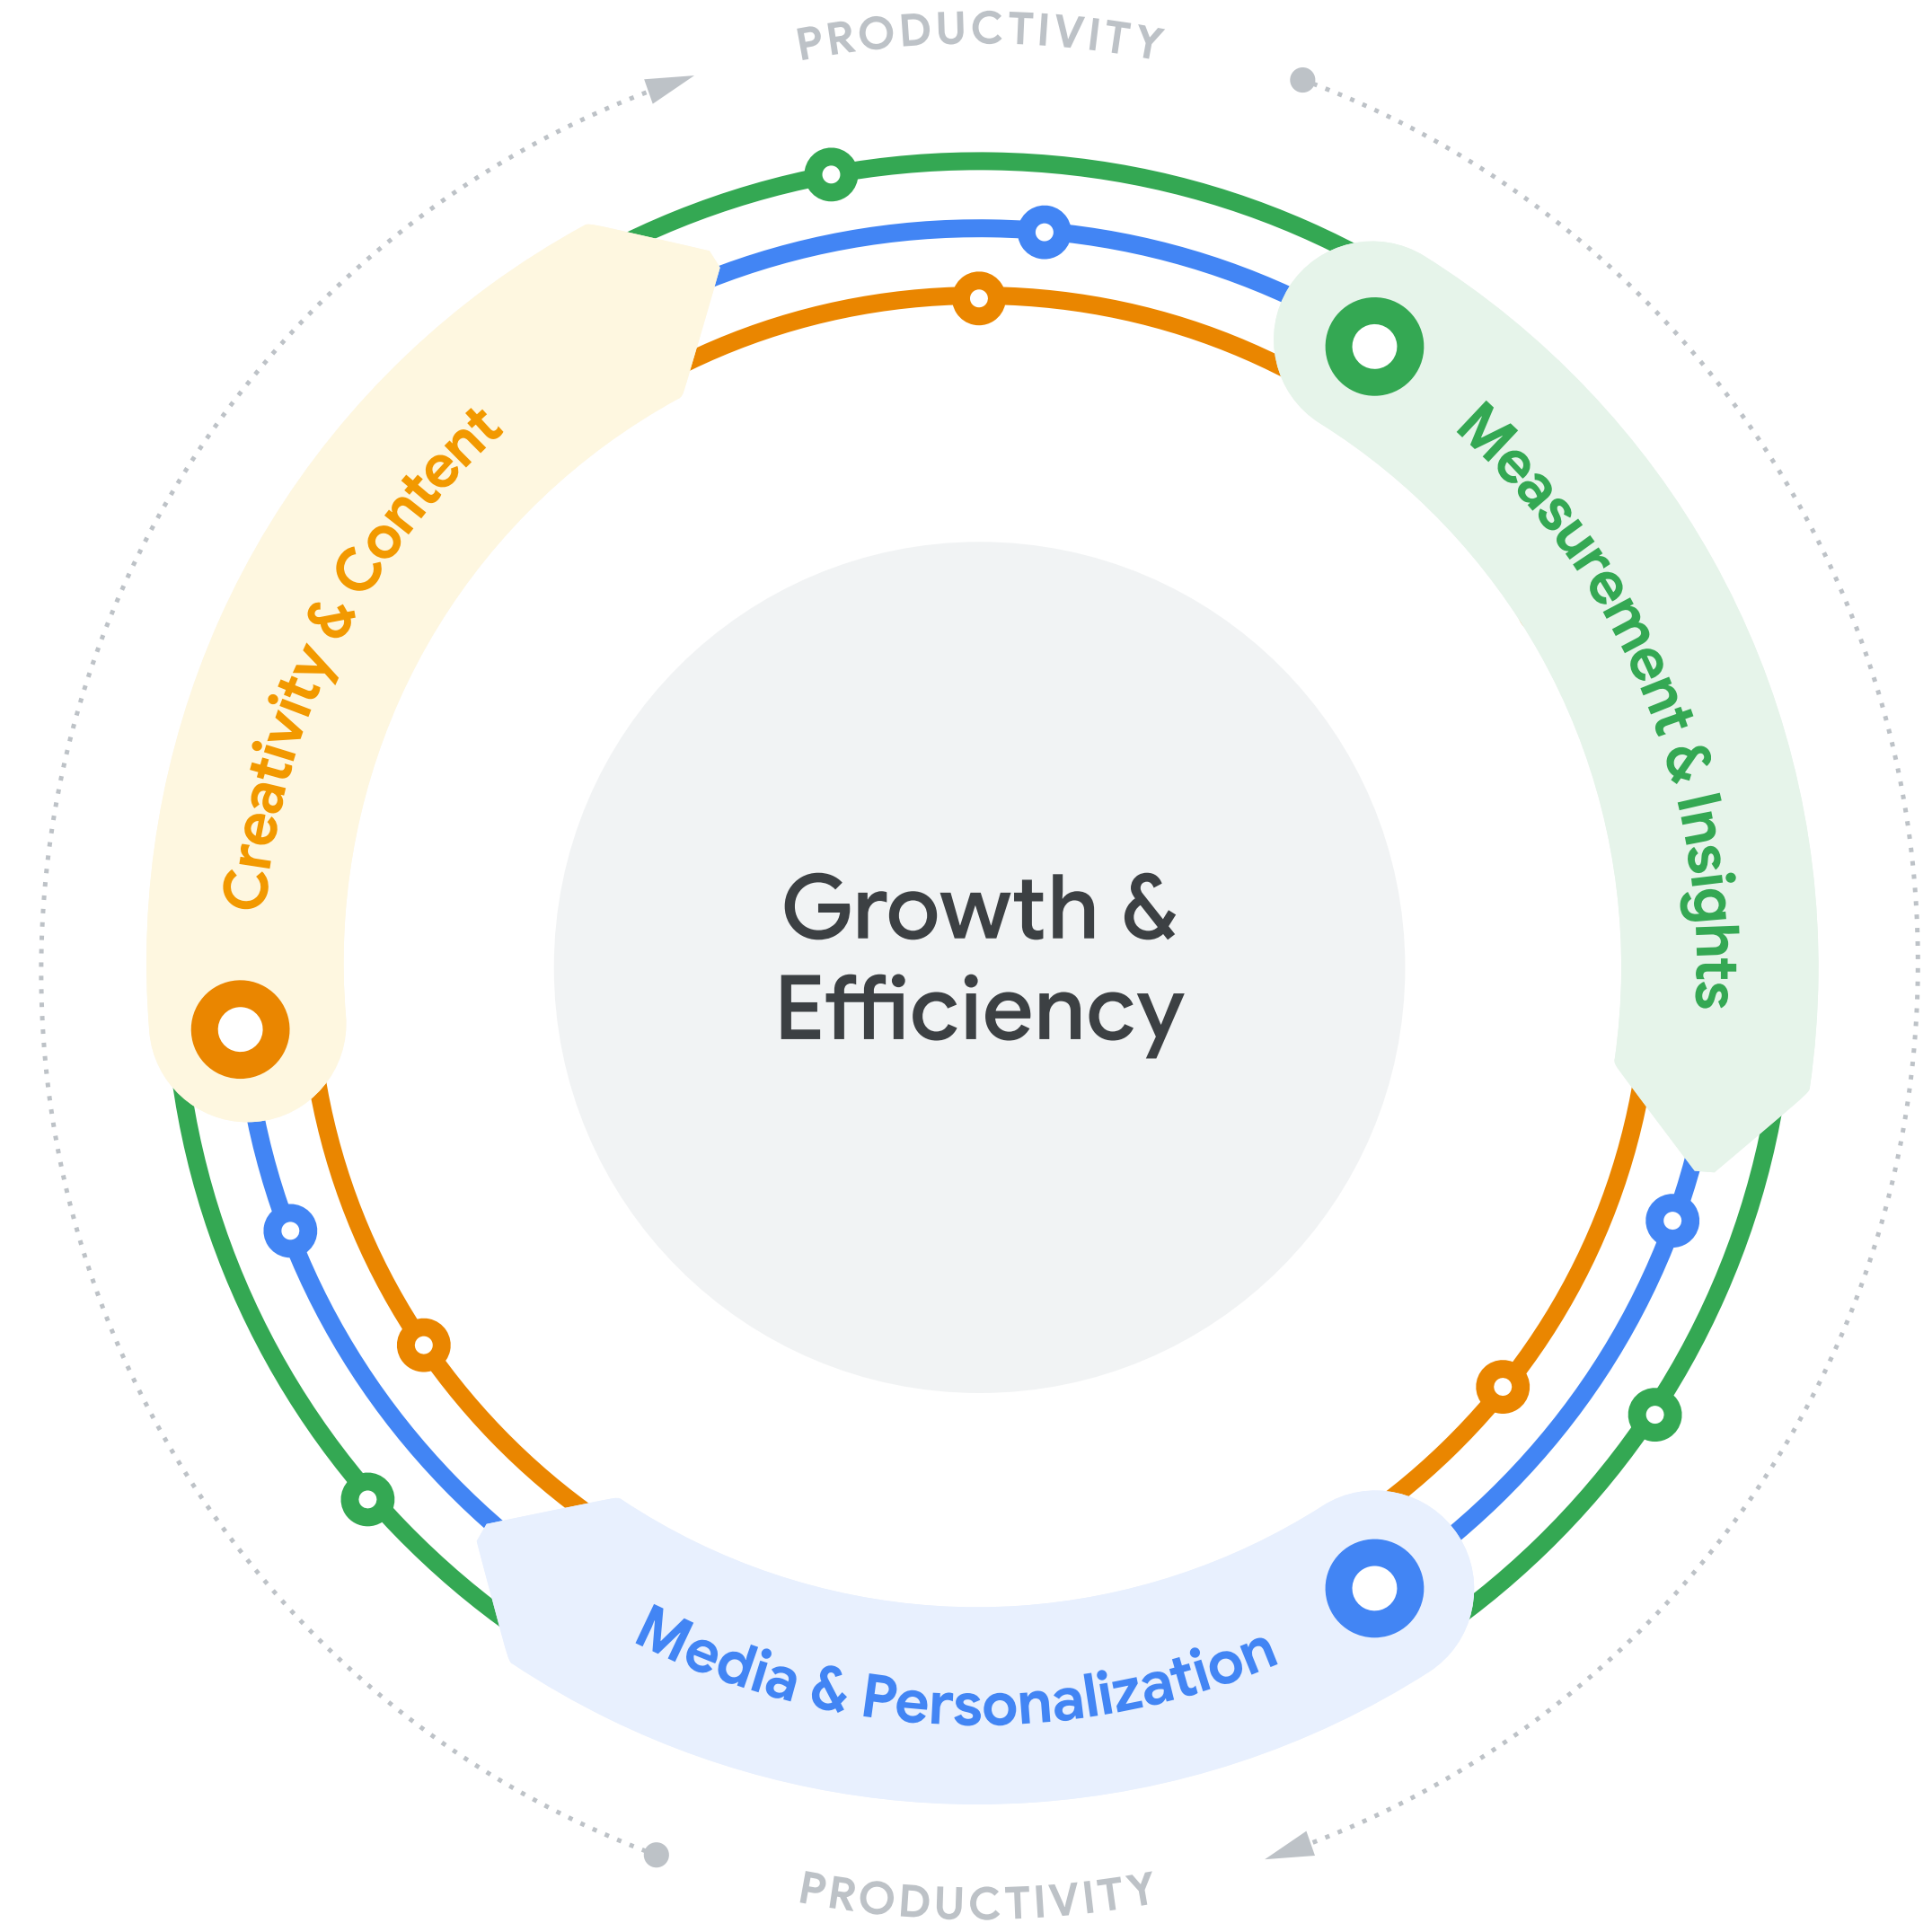 PRODUCTIVITY
Creativity & Content
Measurement & Insights
Growth &
Efficiency
Media & Personalization
PRODUCTIVITY